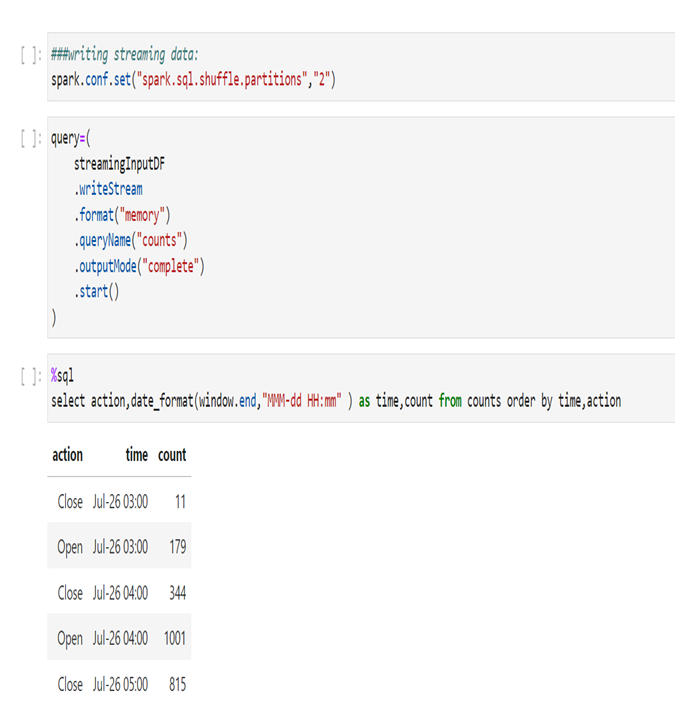 [ ]: ###writing streaming data:
spark.conf.set("spark.sql.shuffle.partitions","2")
[ ]: query=(
streamingInputDF
.writeStream
.format("memory")
.queryName("counts")
.outputMode("complete")
.start()
)
[ ]: %sql
select action,date_format(window.end,"MMM-dd HH:mm" ) as time,count from counts order by time,action
action time count
Close Jul-26 03:00 11
Open Jul-26 03:00 179
Close Jul-26 04:00 344
Open Jul-26 04:00 1001
Close Jul-26 05:00 815